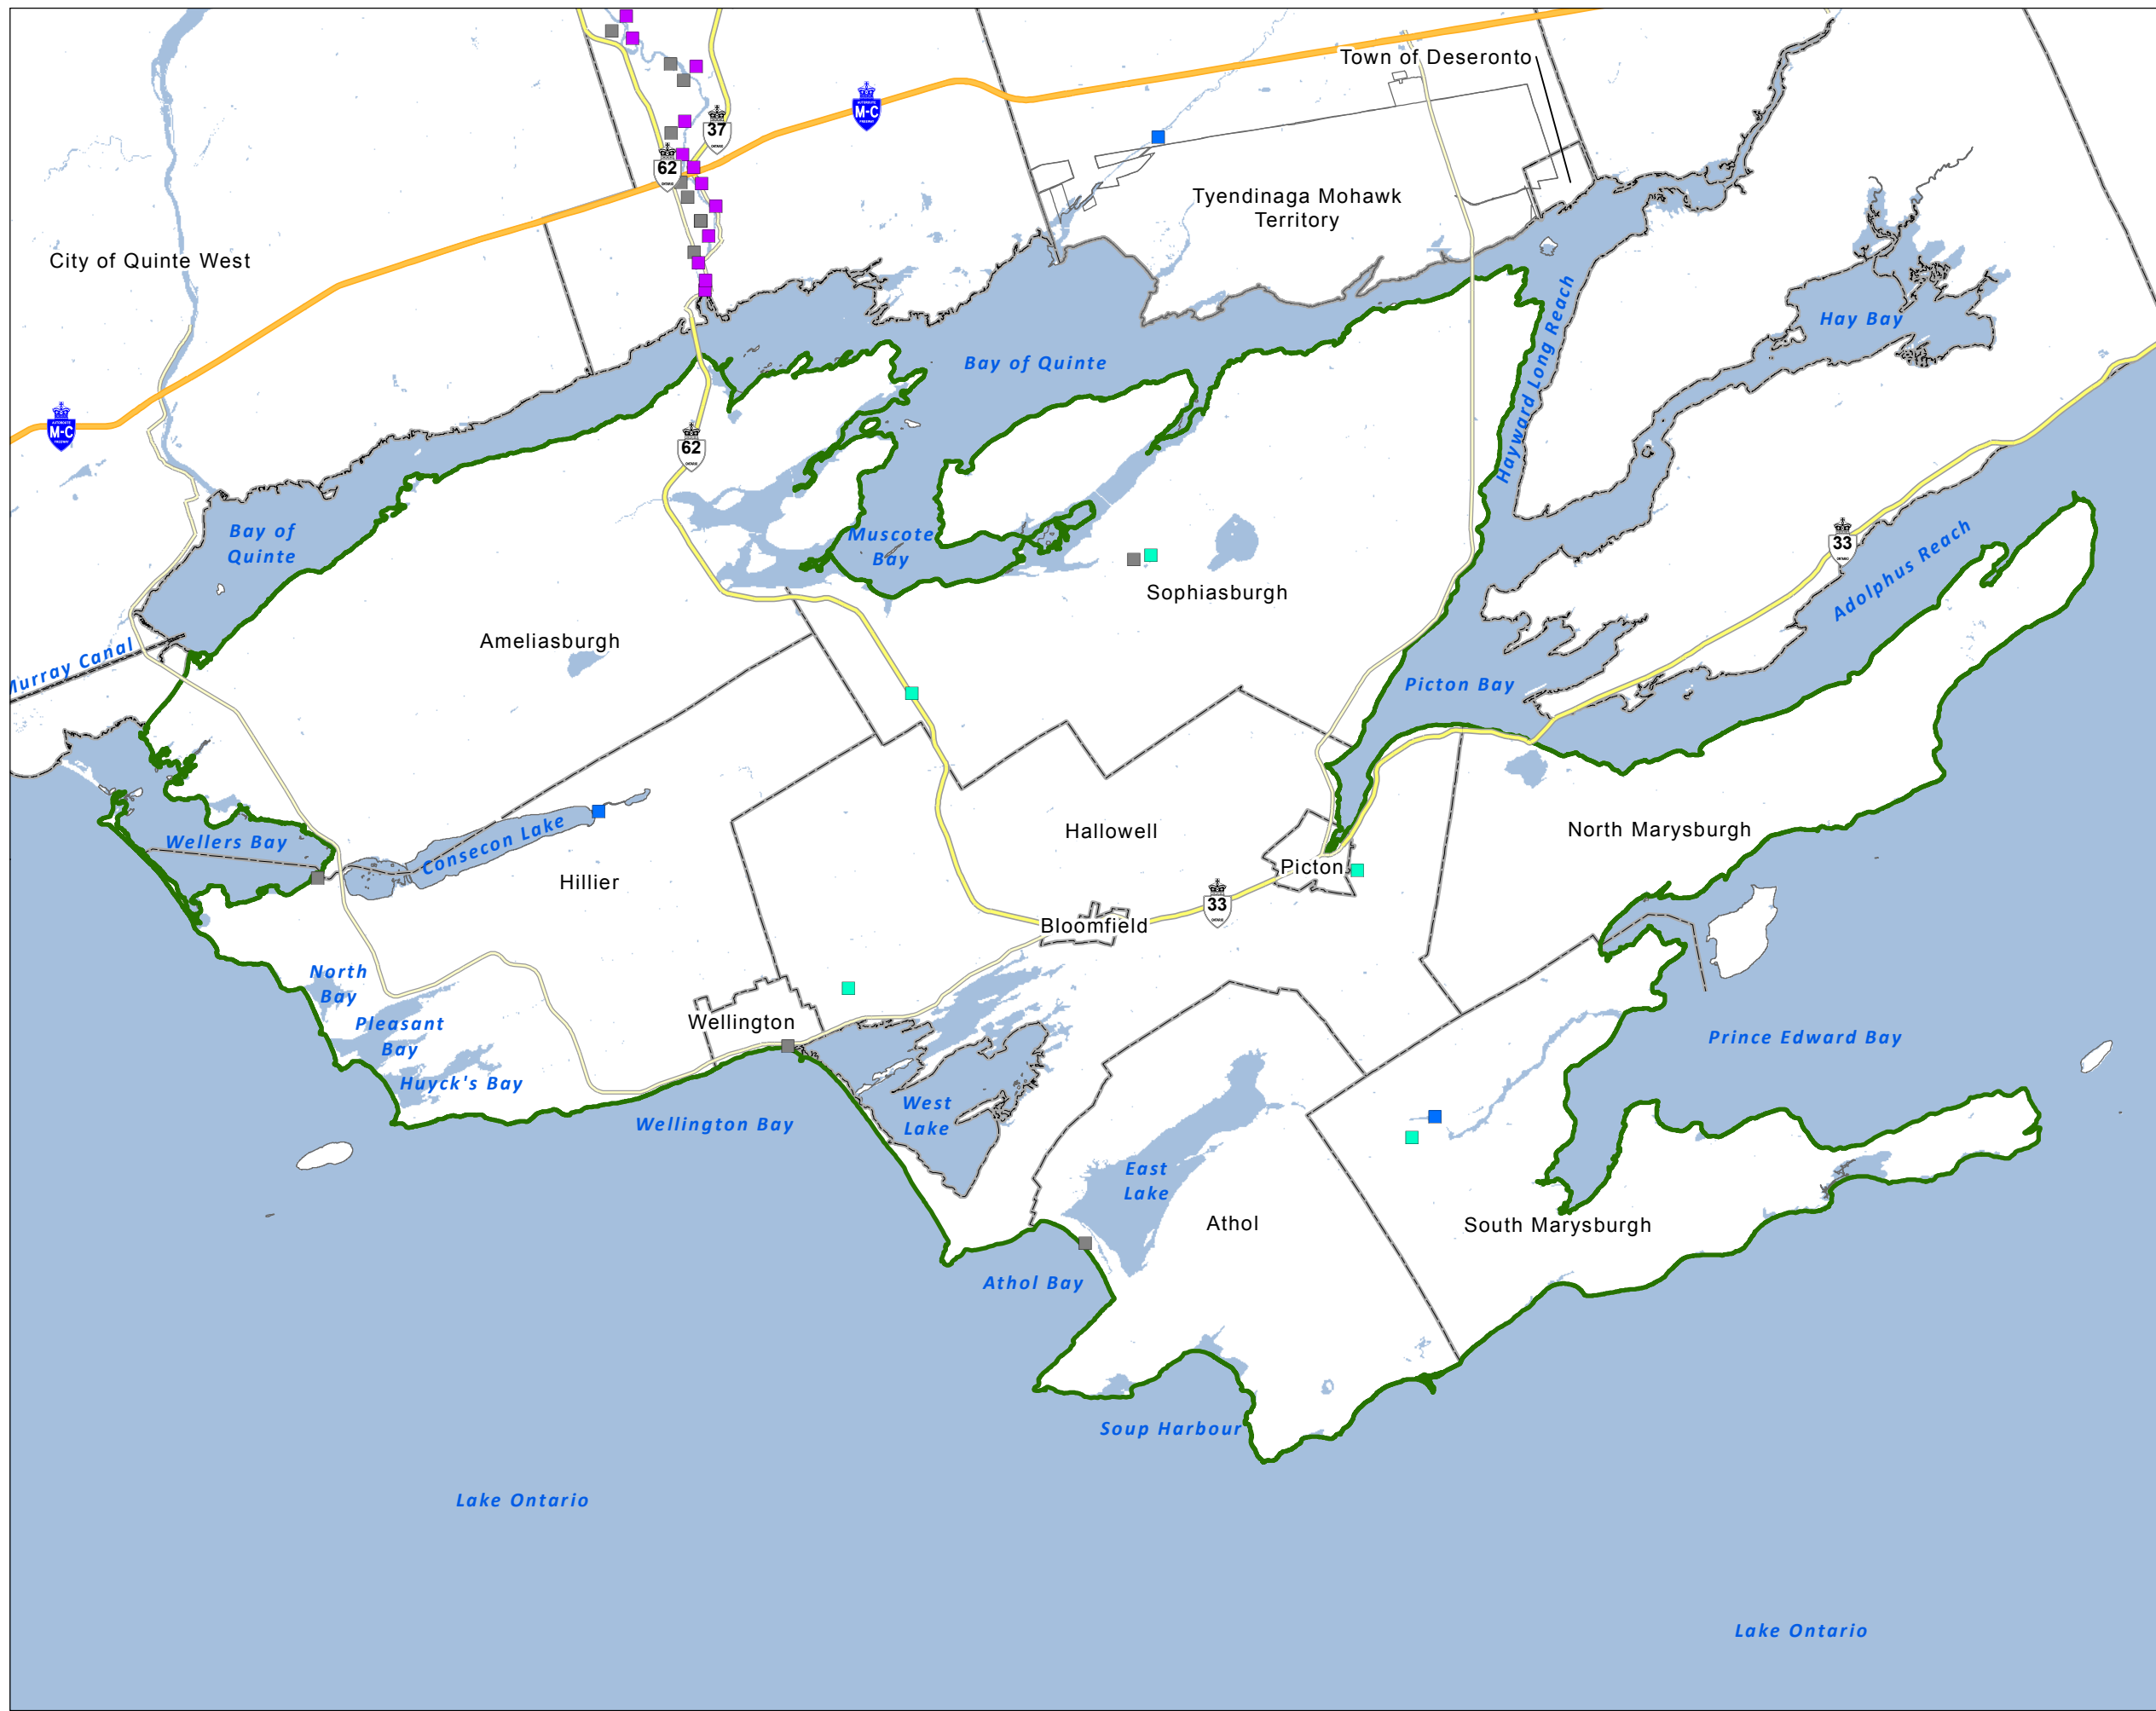 Town of Deseronto
M-C
37
62
Tyendinaga Mohawk
Territory
City of Quinte West
Hayward Long Reach
Hay Bay
Bay of Quinte
M-C
62
Bay of
Quinte
Muscote
Bay
33
Adolphus Reach
Sophiasburgh
Ameliasburgh
Murray Canal
Picton Bay
Wellers Bay
Consecon Lake
Hallowell
North Marysburgh
Picton
Hillier
33
Bloomfield
North
Bay
Wellington
Pleasant
Bay
Prince Edward Bay
Huyck's Bay
West
Lake
Wellington Bay
East
Lake
Athol
South Marysburgh
Athol Bay
Soup Harbour
Lake Ontario
Lake Ontario